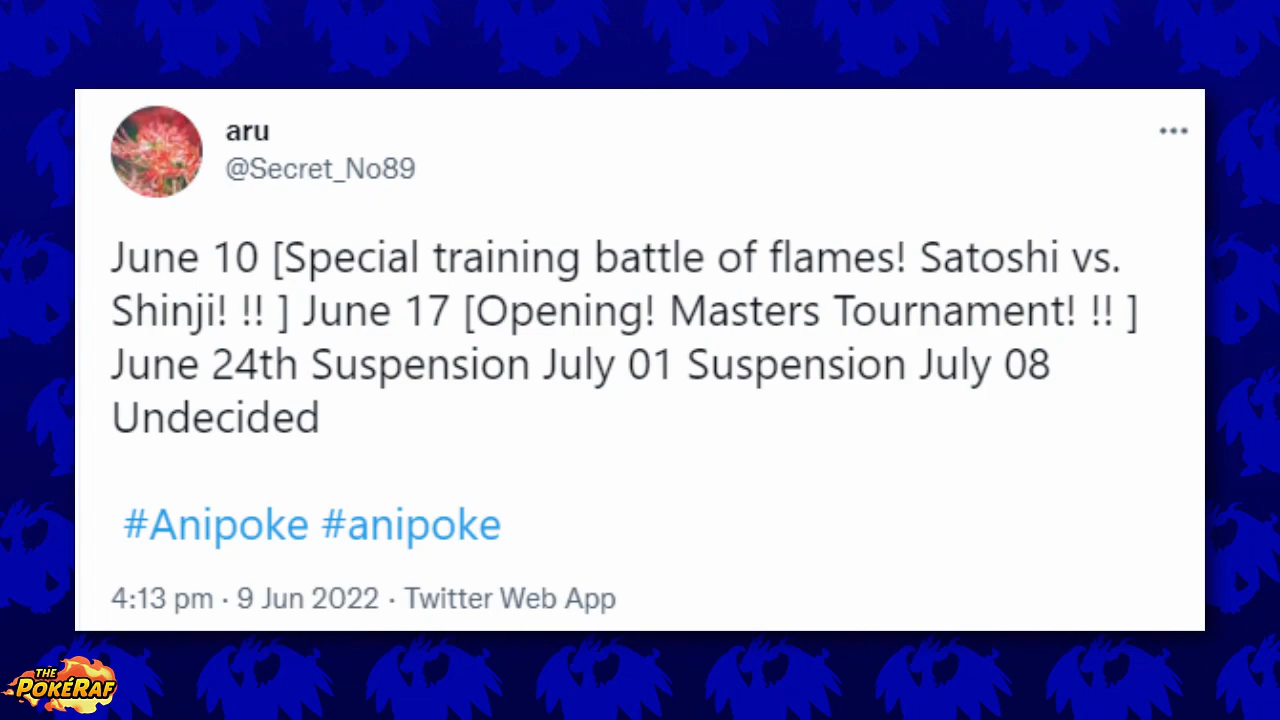 aru
@Secret_No89
June 10 [Special training battle of flames! Satoshi vs.
Shinji! !! ] June 17 [Opening! Masters Tournament! !! ]
June 24th Suspension July 01 Suspension July 08
Undecided
#Anipoke #anipoke
4:13 pm · 9 Jun 2022 · Twitter Web App
THE
POKÉRAF